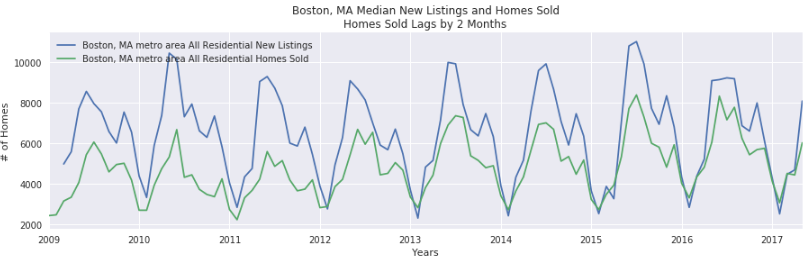 Boston, MA Median New Listings and Homes Sold
Homes Sold Lags by 2 Months
Boston, MA metro area All Residential New Listings
Boston, MA metro area All Residential Homes Sold
# of Homes
10000
8000
6000
4000
2000
2009 2010 2011 2012 2013 2014 2015 2016 2017
Years